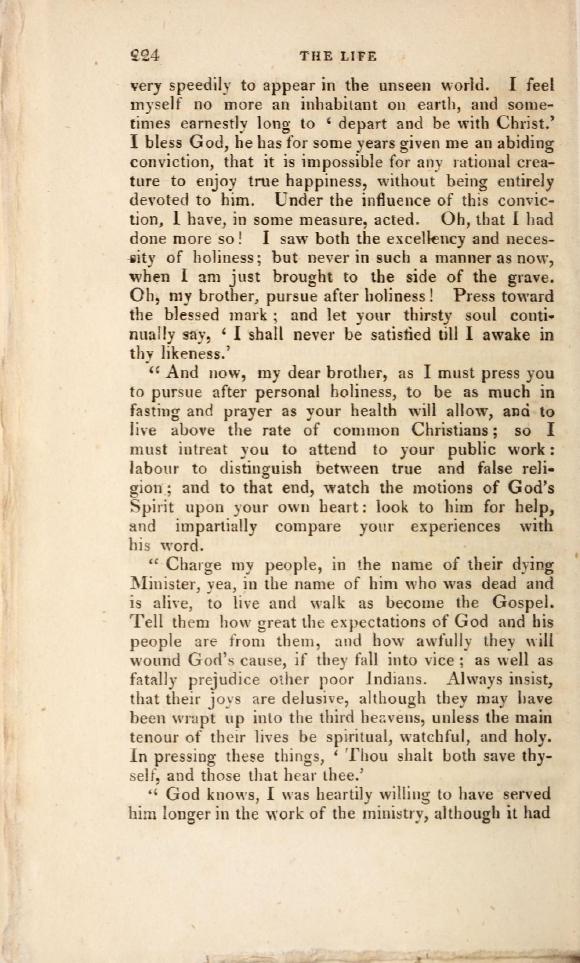 224 THE LIFE
very speedily to appear in the unseen world. I feel
myself no more an inhabitant on earth, and some-
times earnestly long to ‘ depart and be with Christ.’
I bless God, he has for some years given me an abiding
conviction, that it is impossible for any rational crea-
ture to enjoy true happiness, without being entirely
devoted to him. Under the influence of this convic-
tion, I have, in some measure, acted. Oh, that I had
done more so! I saw both the excellency and neces-
sity of holiness; but never in such a manner as now,
when I am just brought to the side of the grave.
Oh, my brother, pursue after holiness! Press toward
the blessed mark; and let your thirsty soul conti-
nually say, ‘ I shall never be satisfied till I awake in
thy likeness.’
“ And now, my dear brother, as I must press you
to pursue after personal holiness, to be as much in
fasting and prayer as your health will allow, and to
live above the rate of common Christians; so I
must intreat you to attend to your public work:
labour to distinguish between true and false reli-
gion; and to that end, watch the motions of God’s
Spirit upon your own heart: look to him for help,
and impartially compare your experiences with
his word.
“ Charge my people, in the name of their dying
Minister, yea, in the name of him who was dead and
is alive, to live and walk as become the Gospel.
Tell them how great the expectations of God and his
people are from them, and how awfully they will
wound God’s cause, if they fall into vice; as well as
fatally prejudice other poor Indians. Always insist,
that their joys are delusive, although they may have
been wrapt up into the third heavens, unless the main
tenour of their lives be spiritual, watchful, and holy.
In pressing these things, ‘ Thou shalt both save thy-
self, and those that hear thee.’
“ God knows, I was heartily willing to have served
him longer in the work of the ministry, although it had